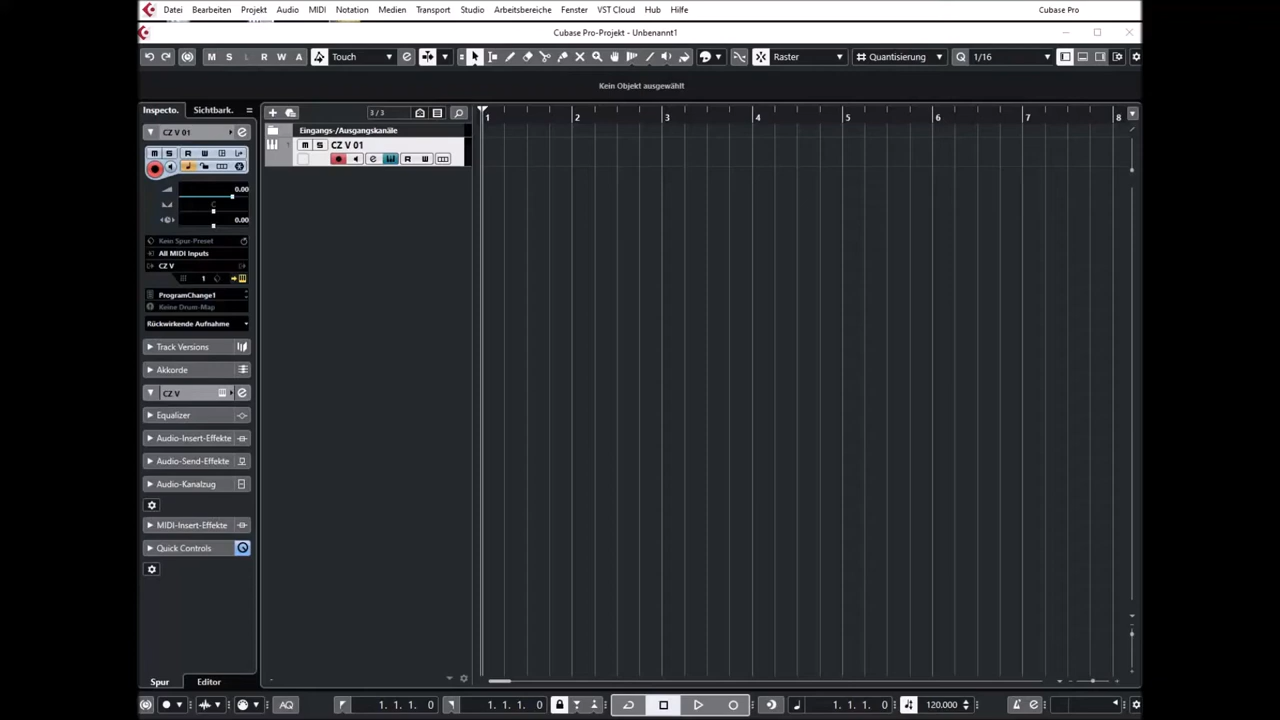 Datei Bearbeiten Projekt Audio MIDI Notation Medien Transport Studio Arbeitsbereiche Fenster VST Cloud Hub Hilfe Cubase Pro
Cubase Pro-Projekt - Unbenannt1
M S L R W A Touch Raster Quantisierung 1/16
Kein Objekt ausgewählt
Inspecto. Sichtbark. 3/3 1 2 3 4 5 6 7 8
Eingangs-/Ausgangskanäle
CZ V 01
1 M S CZ V 01
M S R W
R W
0.00
C
0.00
Kein Spur-Preset
All MIDI Inputs
CZ V
1
ProgramChange1
Keine Drum-Map
Rückwirkende Aufnahme
Track Versions
Akkorde
CZ V
Equalizer
Audio-Insert-Effekte
Audio-Send-Effekte
Audio-Kanalzug
MIDI-Insert-Effekte
Quick Controls
Spur Editor
AQ 1. 1. 1. 0 1. 1. 1. 0 1. 1. 1. 0 120.000